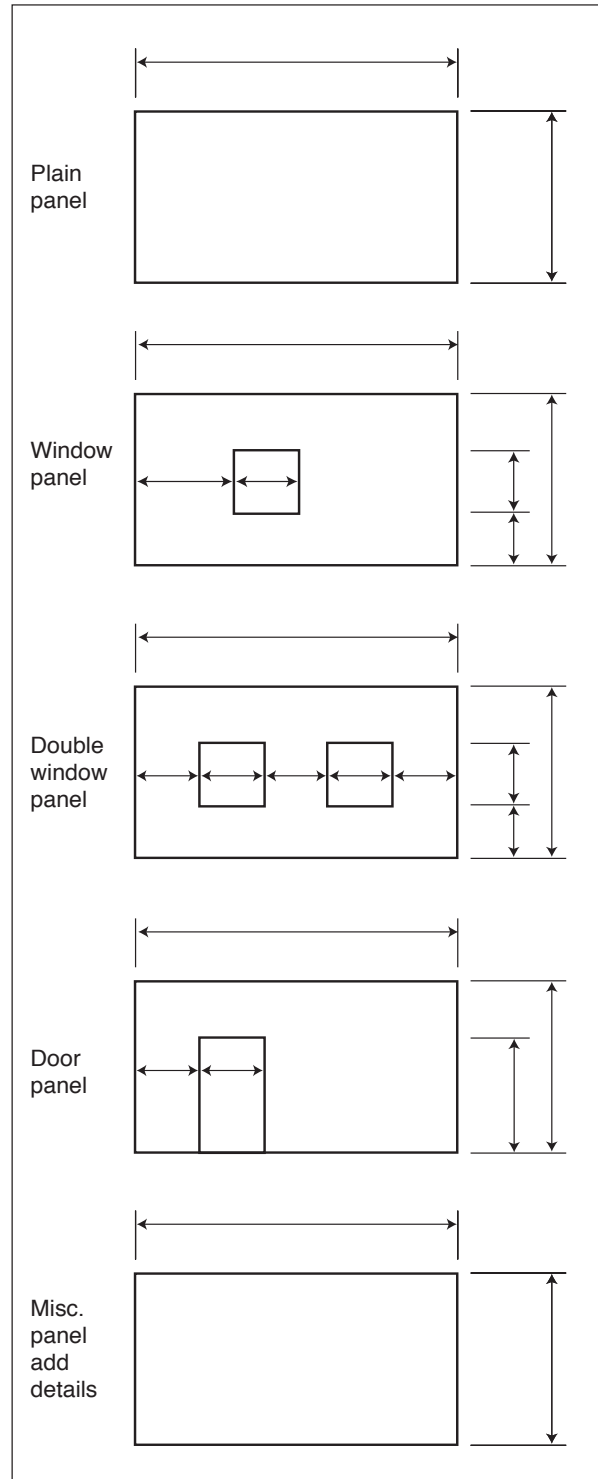 Plain
panel
Window
panel
Double
window
panel
Door
panel
Misc.
panel
add
details